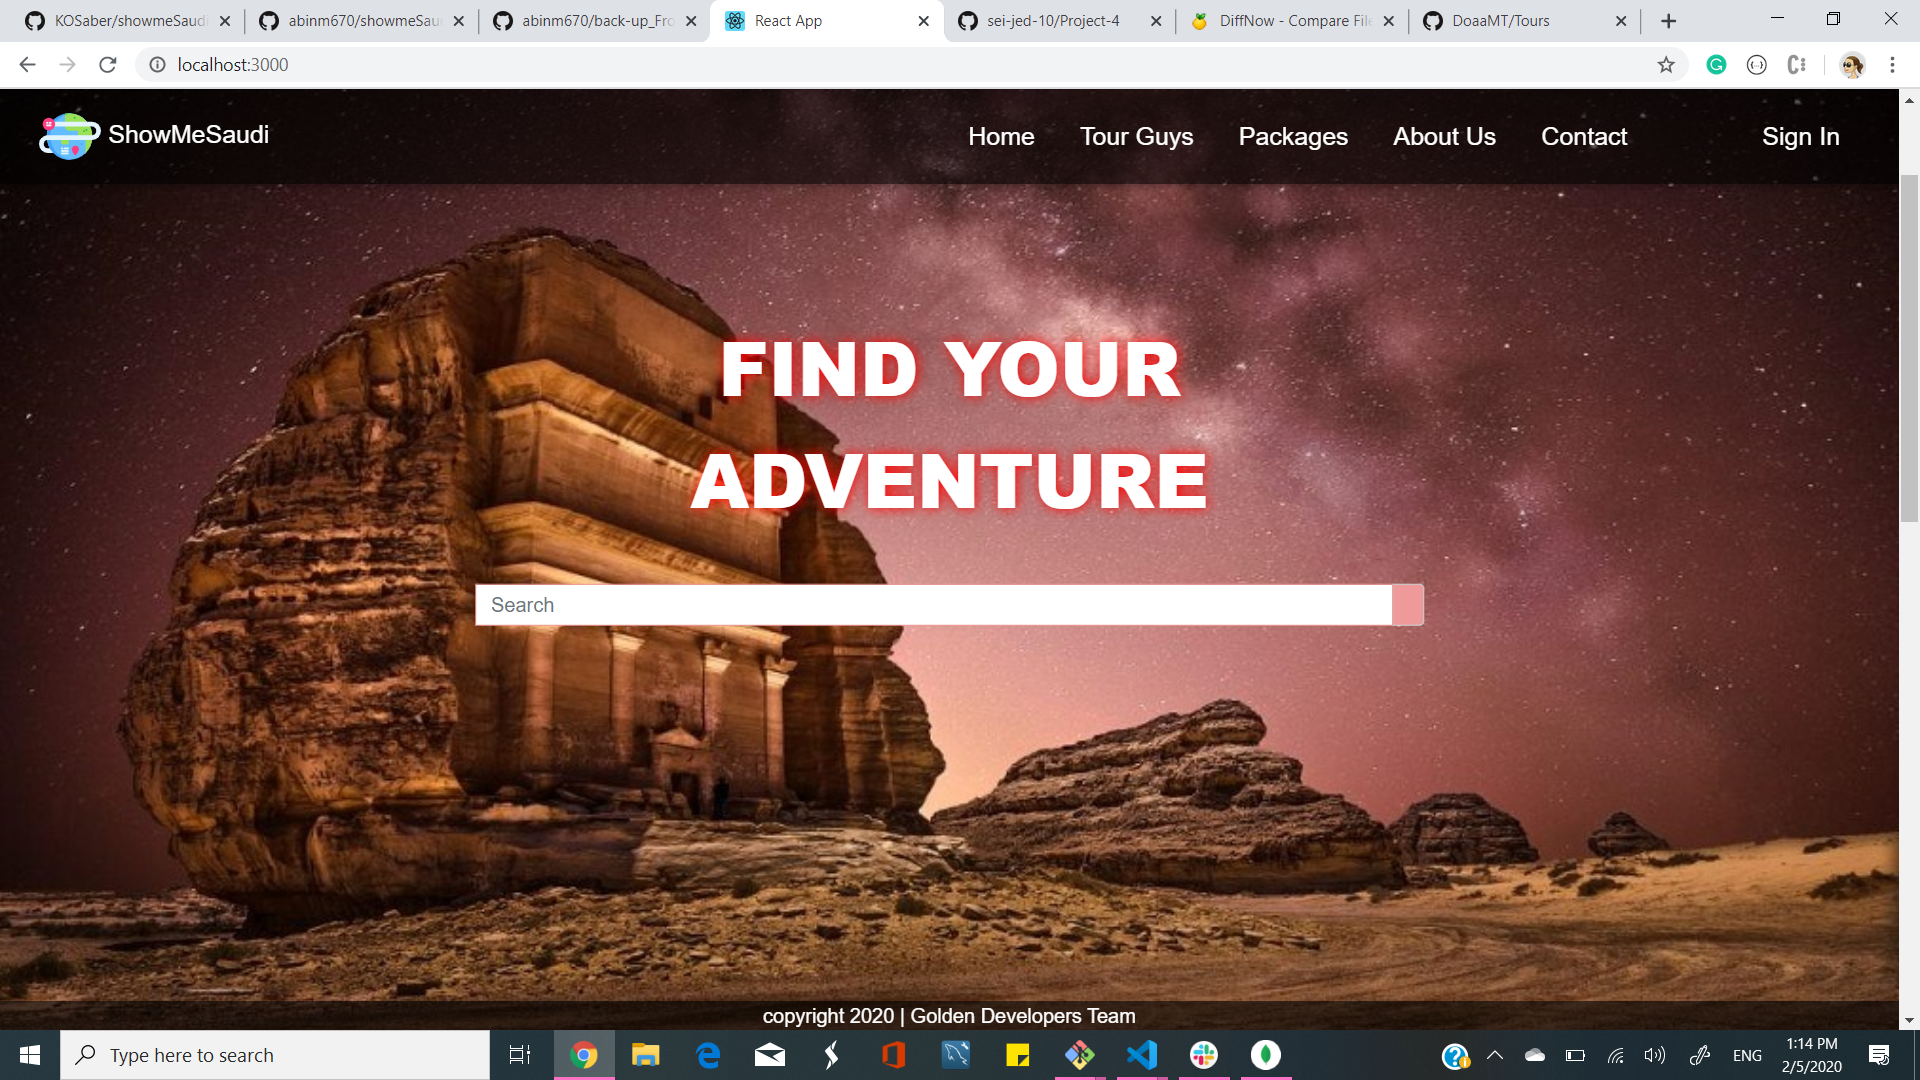 KOSaber/showmeSaudi
abinm670/showmeSau
abinm670/back-up_Fro
React App
sei-jed-10/Project-4
DiffNow - Compare File
DoaaMT/Tours
localhost:3000
ShowMeSaudi
Home
Tour Guys
Packages
About Us
Contact
Sign In
FIND YOUR
ADVENTURE
Search
copyright 2020 | Golden Developers Team
Type here to search
ENG
1:14 PM
2/5/2020